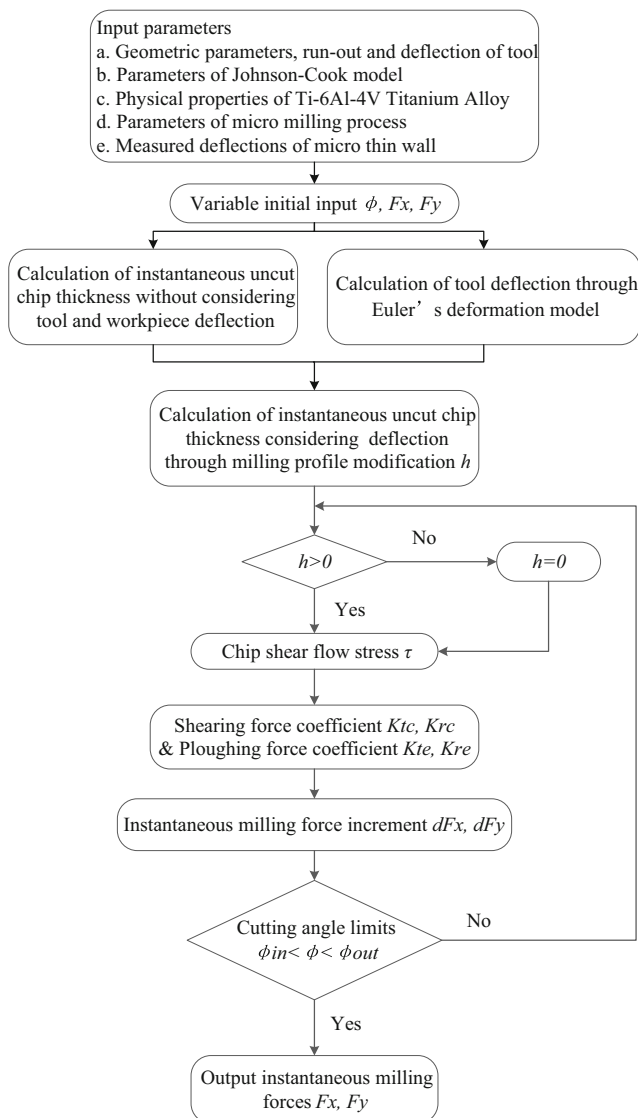 Input parameters
a. Geometric parameters, run-out and deflection of tool
b. Parameters of Johnson-Cook model
c. Physical properties of Ti-6Al-4V Titanium Alloy
d. Parameters of micro milling process
e. Measured deflections of micro thin wall
Variable initial input ϕ, Fx, Fy
Calculation of instantaneous uncut
chip thickness without considering
tool and workpiece deflection
Calculation of tool deflection through
Euler’s deformation model
Calculation of instantaneous uncut chip
thickness considering deflection
through milling profile modification h
h>0
No
h=0
Yes
Chip shear flow stress τ
Shearing force coefficient Ktc, Krc
& Ploughing force coefficient Kte, Kre
Instantaneous milling force increment dFx, dFy
Cutting angle limits
ϕin< ϕ< ϕout
No
Yes
Output instantaneous milling
forces Fx, Fy